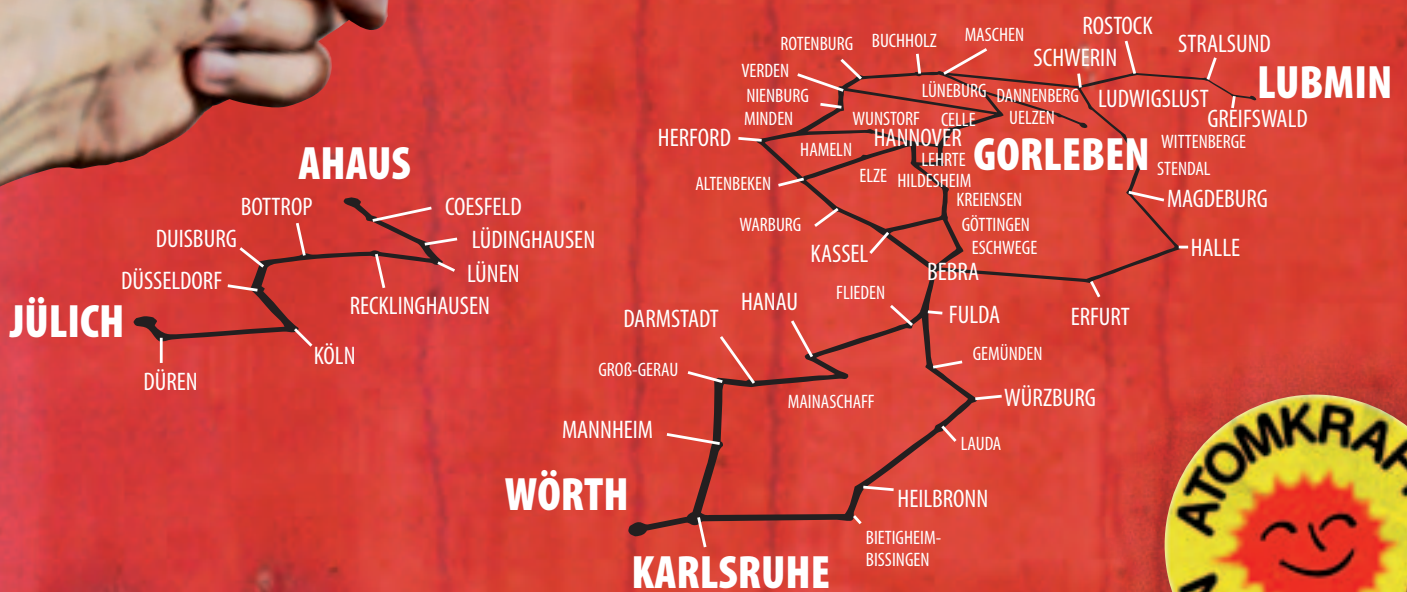 AHAUS
BOTTROP
COESFELD
DUISBURG
LÜDINGHAUSEN
DÜSSELDORF
LÜNEN
RECKLINGHAUSEN
JÜLICH
KÖLN
DÜREN
ROSTOCK
ROTENBURG
BUCHHOLZ
MASCHEN
STRALSUND
SCHWERIN
VERDEN
LUBMIN
NIENBURG
LÜNEBURG
DANNENBERG
LUDWIGSLUST
MINDEN
WUNSTORF
CELLE
UELZEN
GREIFSWALD
HERFORD
HANNOVER
WITTENBERGE
HAMELN
LEHRTE
GORLEBEN
STENDAL
ALTENBEKEN
ELZE
HILDESHEIM
MAGDEBURG
KREIENSEN
WARBURG
GÖTTINGEN
KASSEL
ESCHWEGE
HALLE
BEBRA
FLIEDEN
HANAU
FULDA
ERFURT
DARMSTADT
GEMÜNDEN
GROß-GERAU
MAINASCHAFF
WÜRZBURG
MANNHEIM
LAUDA
WÖRTH
HEILBRONN
BIETIGHEIM-
BISSINGEN
KARLSRUHE